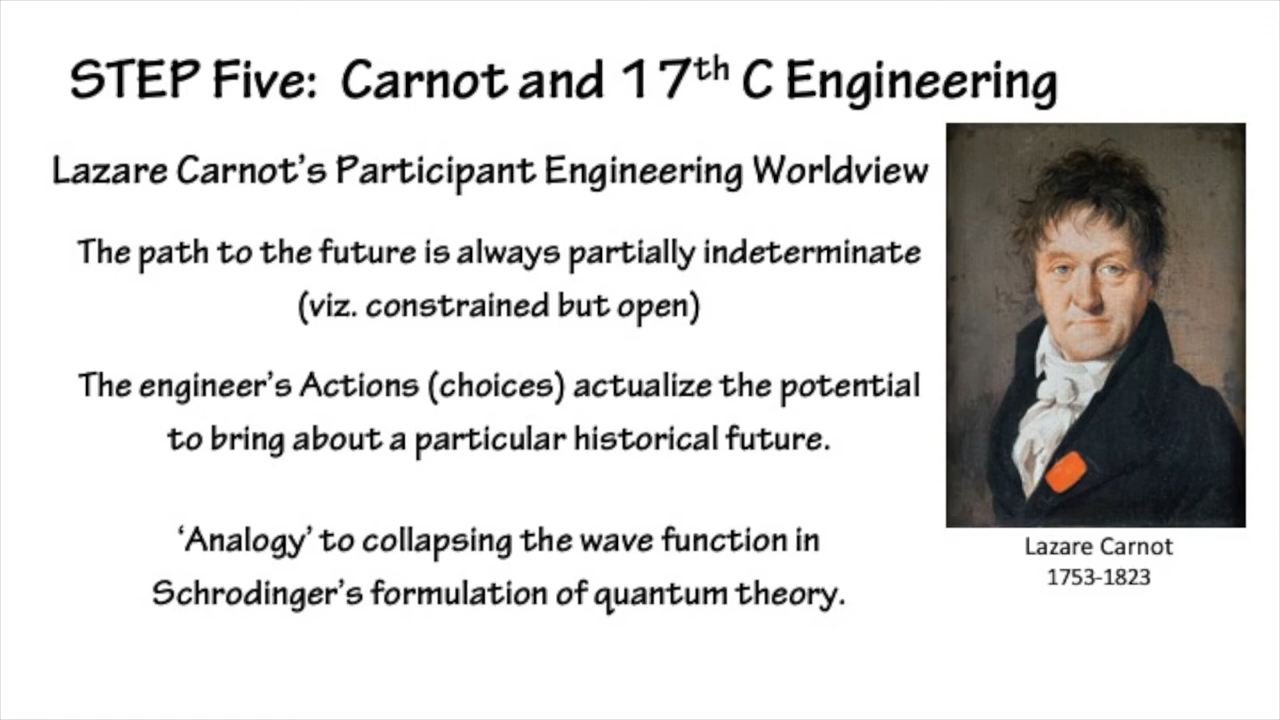 STEP Five: Carnot and 17th C Engineering
Lazare Carnot's Participant Engineering Worldview
The path to the future is always partially indeterminate
(viz. constrained but open)
The engineer's Actions (choices) actualize the potential
to bring about a particular historical future.
'Analogy' to collapsing the wave function in
Schrodinger's formulation of quantum theory.
Lazare Carnot
1753-1823